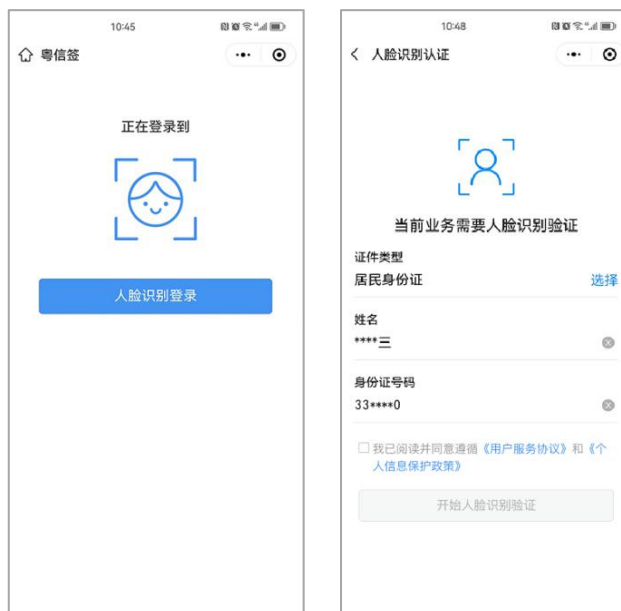 10:45
粤信签
正在登录到
人脸识别登录
10:48
人脸识别认证
当前业务需要人脸识别验证
证件类型
居民身份证
选择
姓名
****三
身份证号码
33****0
我已阅读并同意遵循《用户服务协议》和《个
人信息保护政策》
开始人脸识别验证